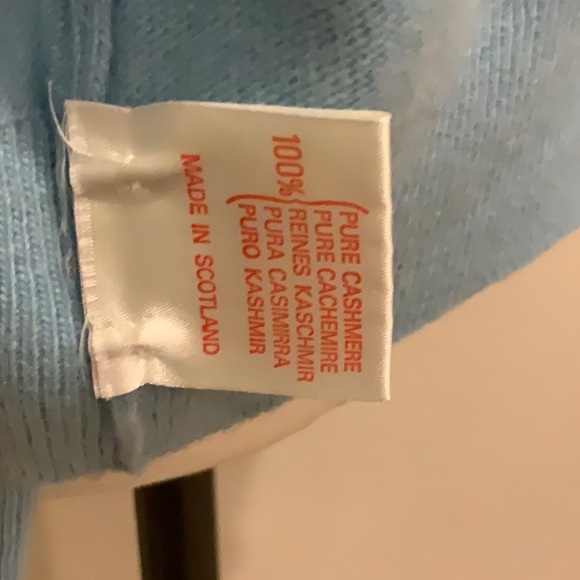 PURE CASHMERE
PURE CACHEMIRE
100% REINES KASCHMIR
PURA CASIMIRRA
PURO KASHMIR
MADE IN SCOTLAND